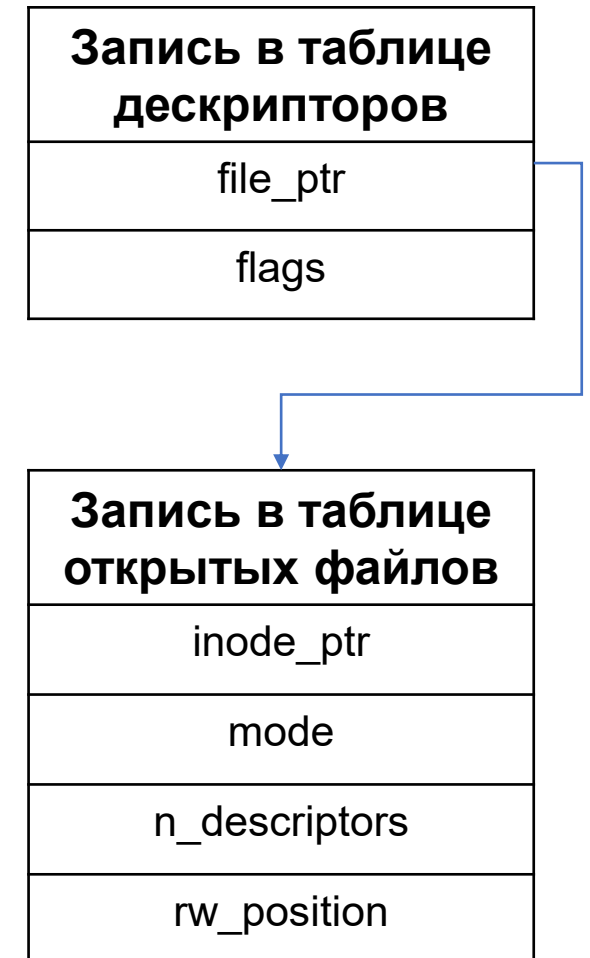 Запись в таблице
дескрипторов
file_ptr
flags
Запись в таблице
открытых файлов
inode_ptr
mode
n_descriptors
rw_position